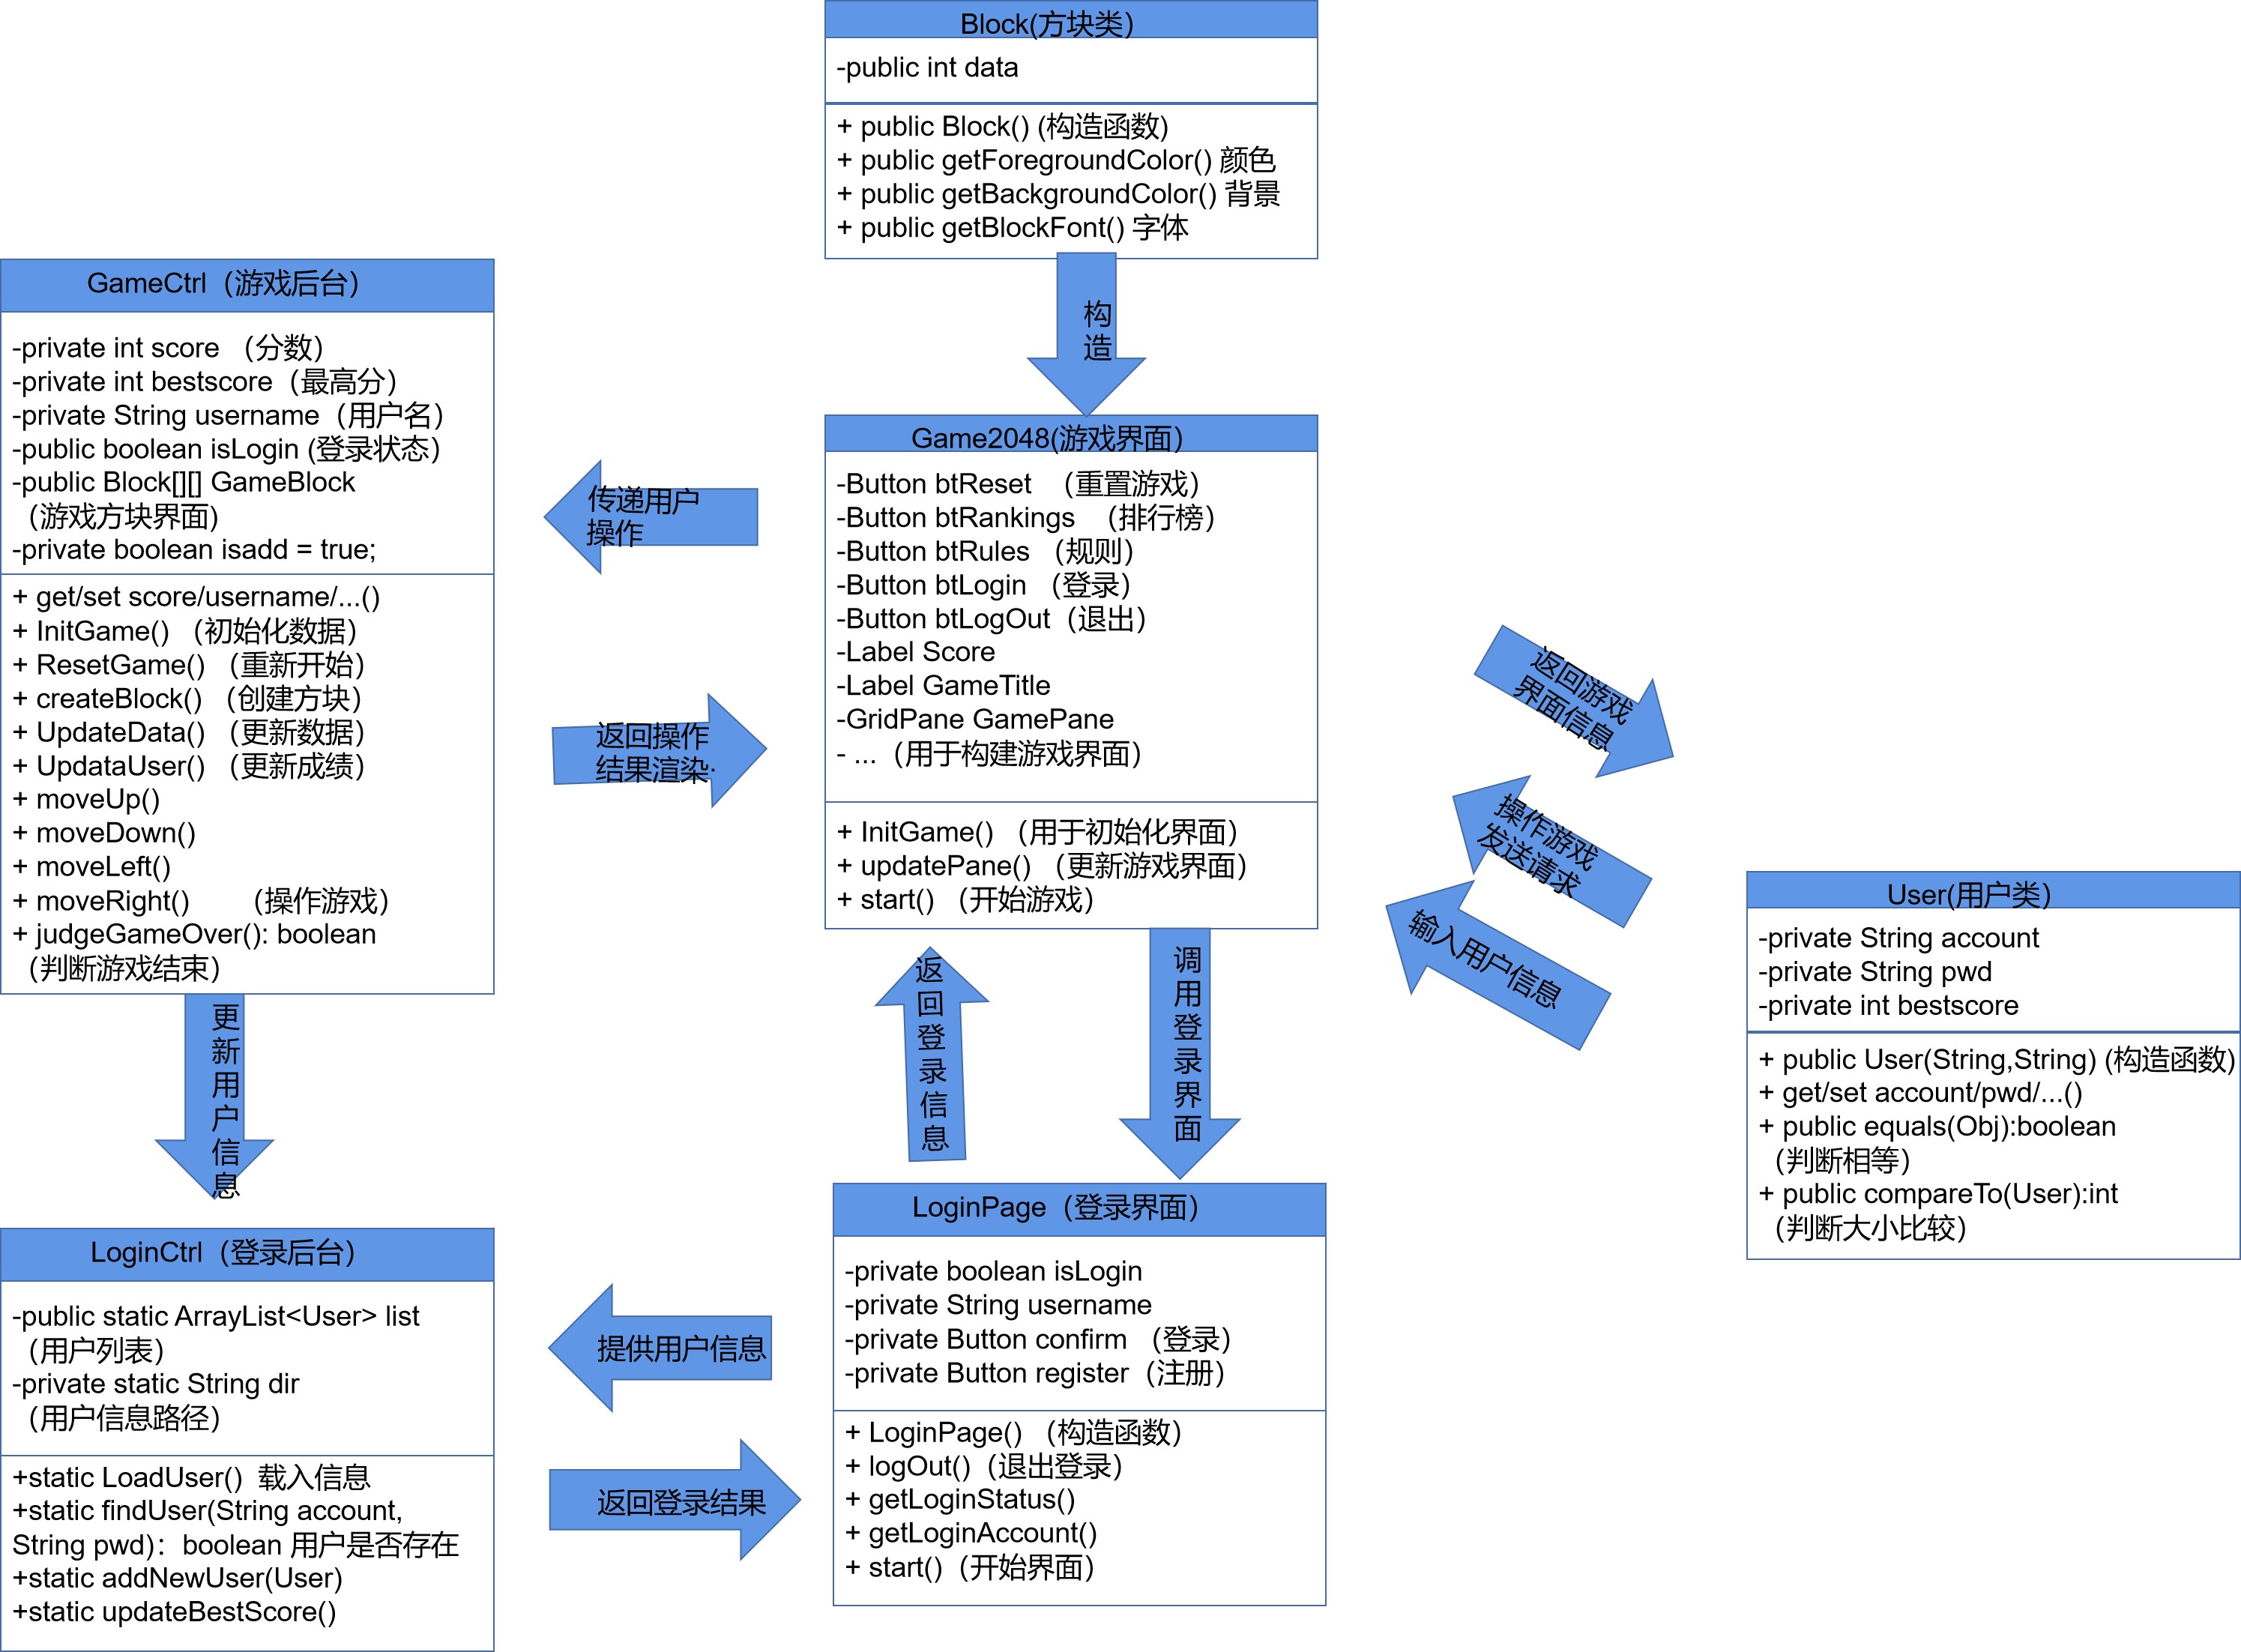 Block(方块类）
-public int data
+ public Block() (构造函数)
+ public getForegroundColor() 颜色
+ public getBackgroundColor() 背景
+ public getBlockFont() 字体
构
造
GameCtrl（游戏后台）
-private int score （分数）
-private int bestscore（最高分）
-private String username（用户名）
-public boolean isLogin (登录状态）
-public Block[][] GameBlock
（游戏方块界面)
-private boolean isadd = true;
+ get/set score/username/...()
+ InitGame() （初始化数据）
+ ResetGame() （重新开始）
+ createBlock() （创建方块）
+ UpdateData() （更新数据）
+ UpdataUser() （更新成绩）
+ moveUp()
+ moveDown()
+ moveLeft()
+ moveRight() （操作游戏）
+ judgeGameOver(): boolean
（判断游戏结束）
传递用户
操作
返回操作
结果渲染·
Game2048(游戏界面）
-Button btReset （重置游戏）
-Button btRankings （排行榜）
-Button btRules （规则）
-Button btLogin （登录）
-Button btLogOut（退出）
-Label Score
-Label GameTitle
-GridPane GamePane
- ...（用于构建游戏界面）
+ InitGame() （用于初始化界面）
+ updatePane() （更新游戏界面）
+ start() （开始游戏）
返回游戏
界面信息
操作游戏
发送请求
输入用户信息
User(用户类）
-private String account
-private String pwd
-private int bestscore
+ public User(String,String) (构造函数)
+ get/set account/pwd/...()
+ public equals(Obj):boolean
（判断相等）
+ public compareTo(User):int
（判断大小比较）
更
新
用
户
信
息
返
回
登
录
信
息
调
用
登
录
界
面
LoginCtrl（登录后台）
-public static ArrayList<User> list
（用户列表）
-private static String dir
（用户信息路径）
+static LoadUser() 载入信息
+static findUser(String account,
String pwd)：boolean 用户是否存在
+static addNewUser(User)
+static updateBestScore()
提供用户信息
返回登录结果
LoginPage（登录界面）
-private boolean isLogin
-private String username
-private Button confirm （登录）
-private Button register（注册）
+ LoginPage() （构造函数）
+ logOut()（退出登录）
+ getLoginStatus()
+ getLoginAccount()
+ start()（开始界面）